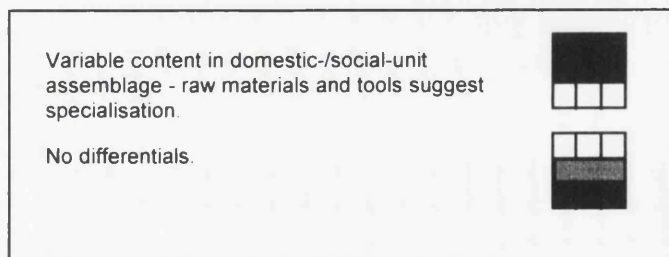 Variable content in domestic-/social-unit
assemblage - raw materials and tools suggest
specialisation.
No differentials.